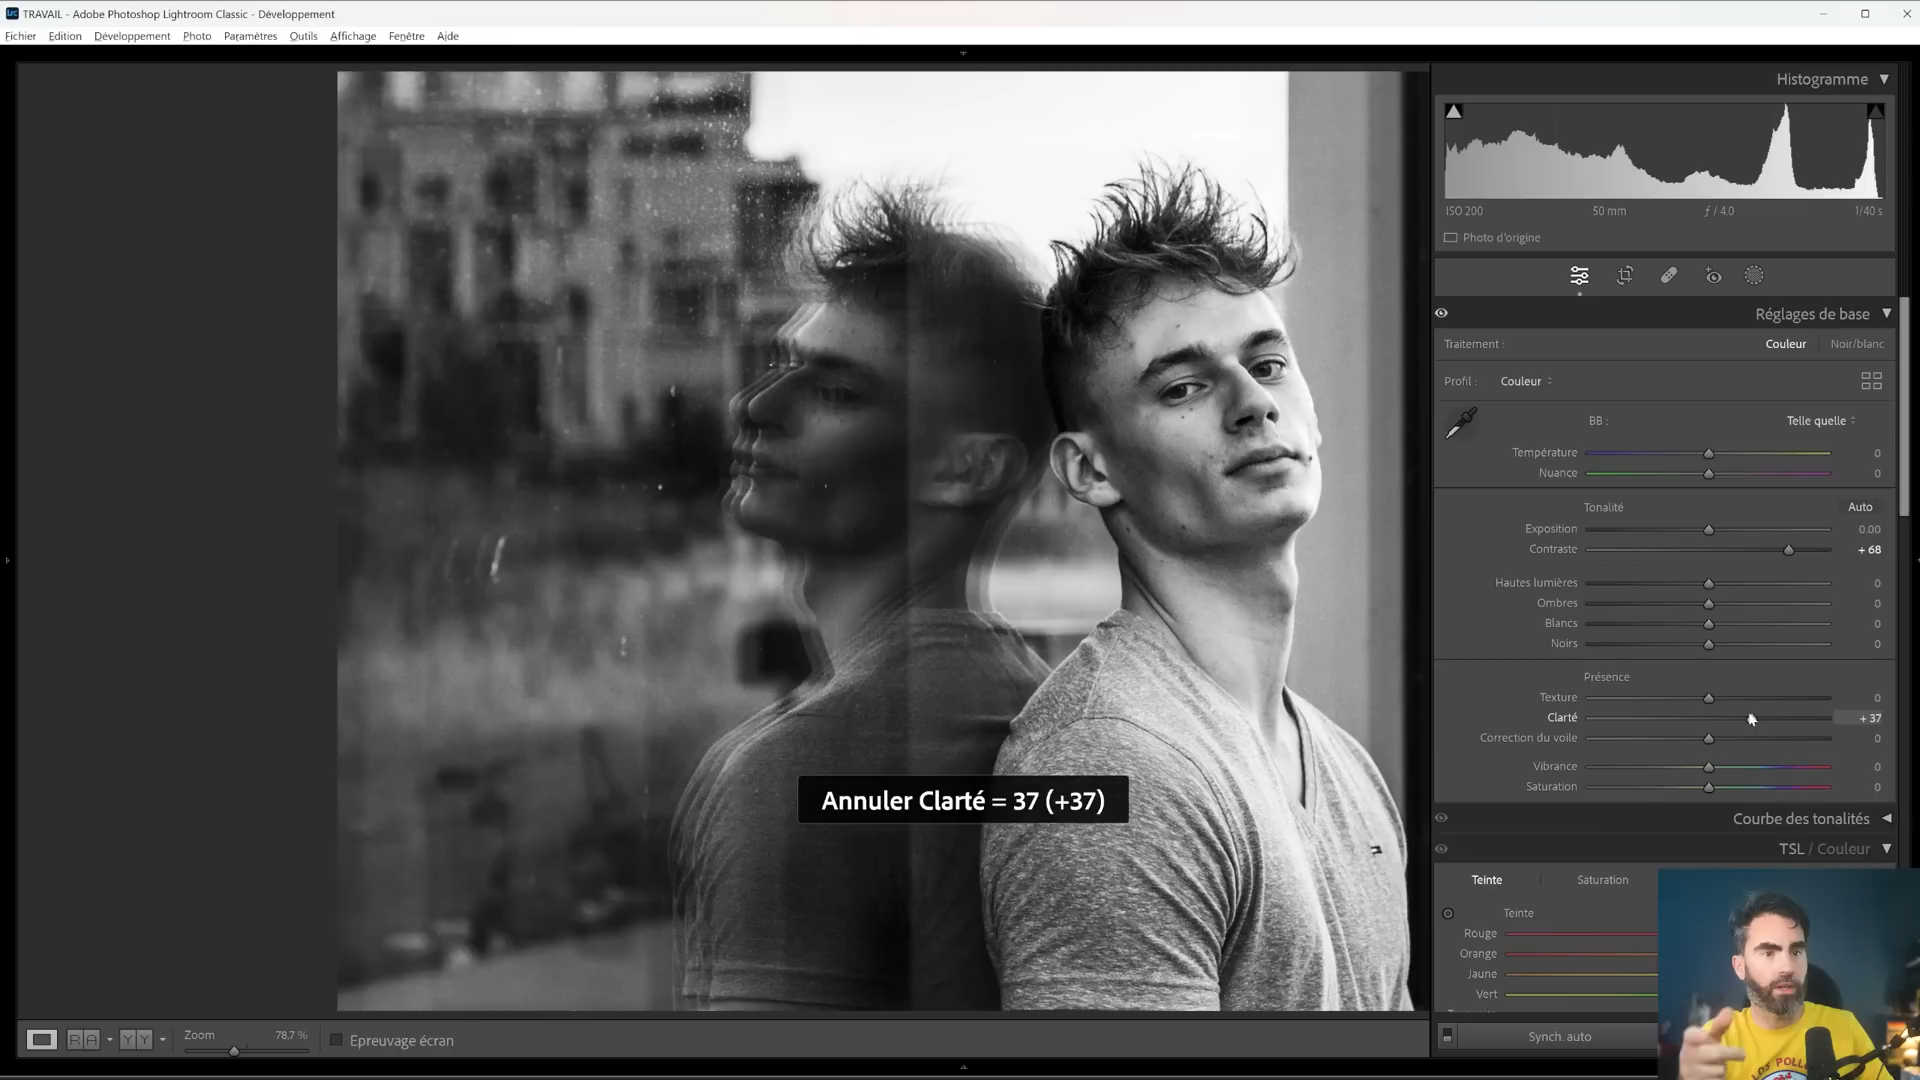 TRAVAIL - Adobe Photoshop Lightroom Classic - Développement
Fichier Edition Développement Photo Paramètres Outils Affichage Fenêtre Aide
Histogramme
ISO 200 50 mm ƒ / 4.0 1/40 s
Photo d'origine
Réglages de base
Traitement : Couleur Noir/blanc
Profil : Couleur
BB : Telle quelle
Température 0
Nuance 0
Tonalité Auto
Exposition 0.00
Contraste + 68
Hautes lumières 0
Ombres 0
Blancs 0
Noirs 0
Présence
Texture 0
Clarté + 37
Correction du voile 0
Vibrance 0
Saturation 0
Annuler Clarté = 37 (+37)
Courbe des tonalités
TSL / Couleur
Teinte Saturation
Teinte
Rouge
Orange
Jaune
Vert
Zoom 78,7 % Epreuvage écran
Synch. auto